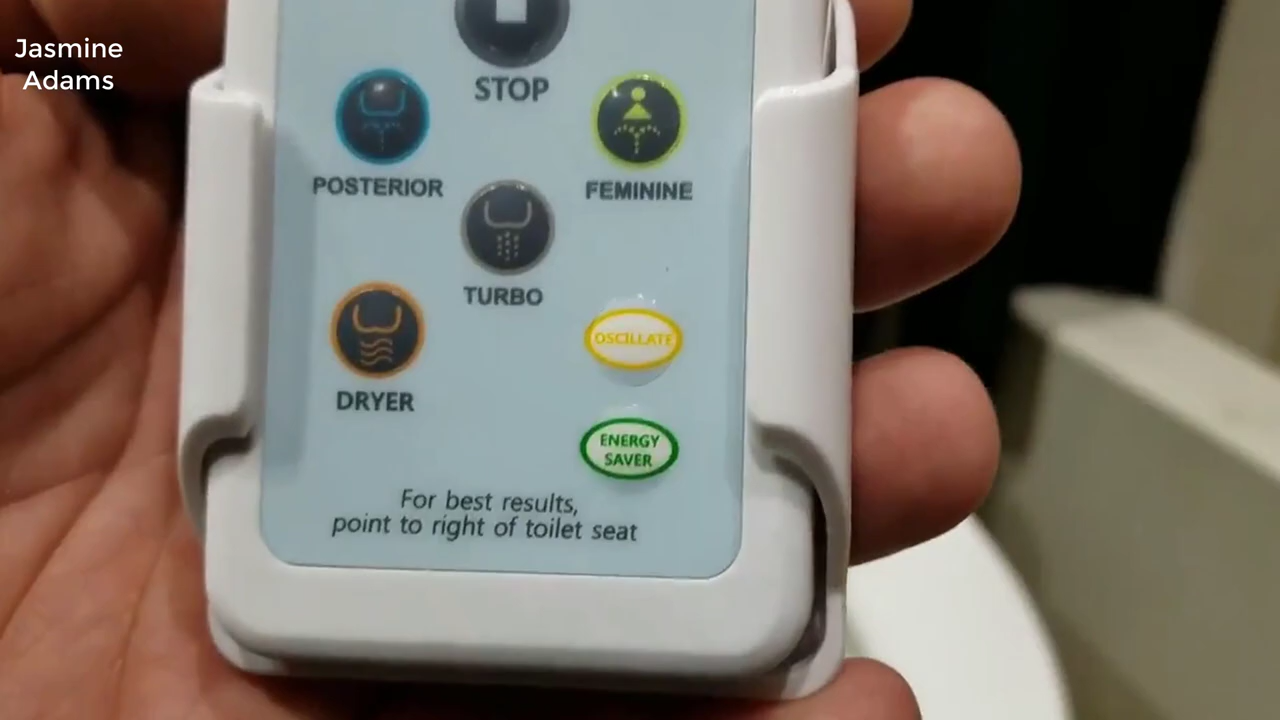 Jasmine
Adams
STOP
POSTERIOR
FEMININE
TURBO
OSCILLATE
DRYER
ENERGY
SAVER
For best results,
point to right of toilet seat